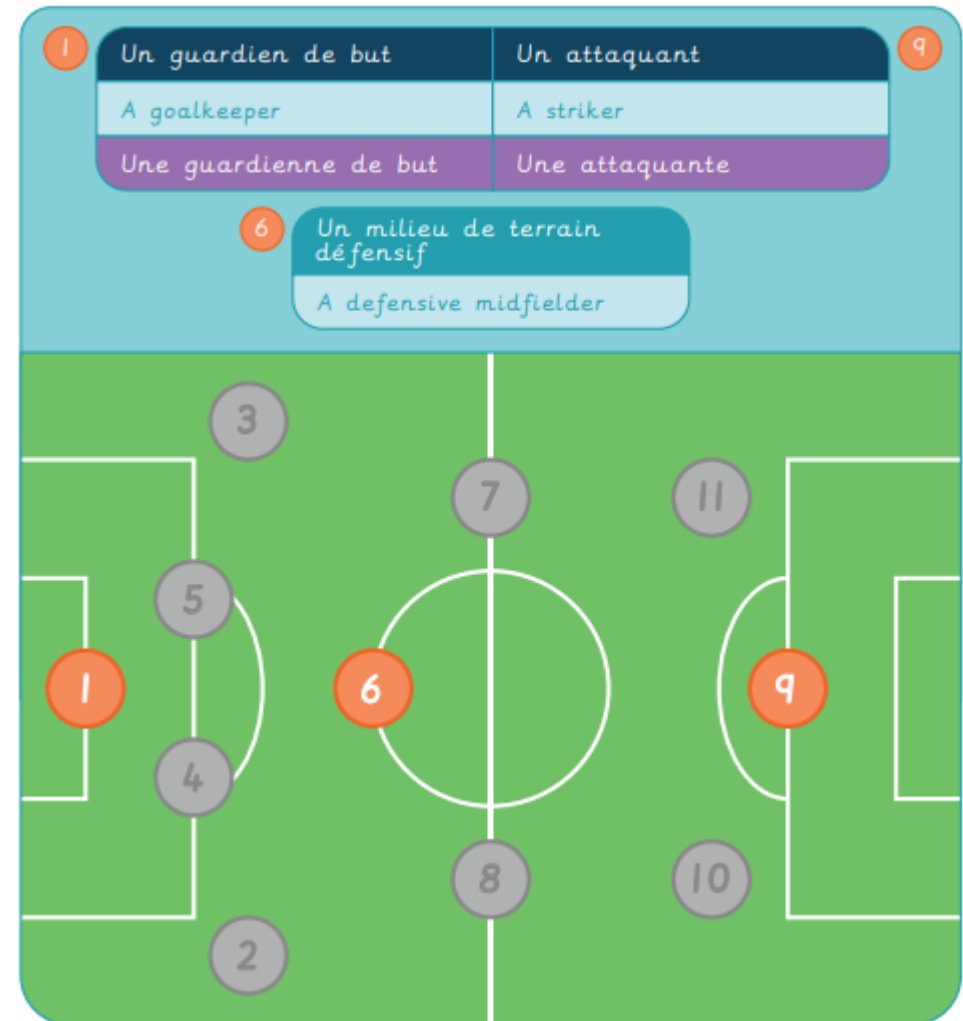 1
Un guardien de but
Un attaquant
9
A goalkeeper
A striker
Une guardienne de but
Une attaquante
6
Un milieu de terrain
défensif
A defensive midfielder
3
7
11
5
1
6
9
4
8
10
2